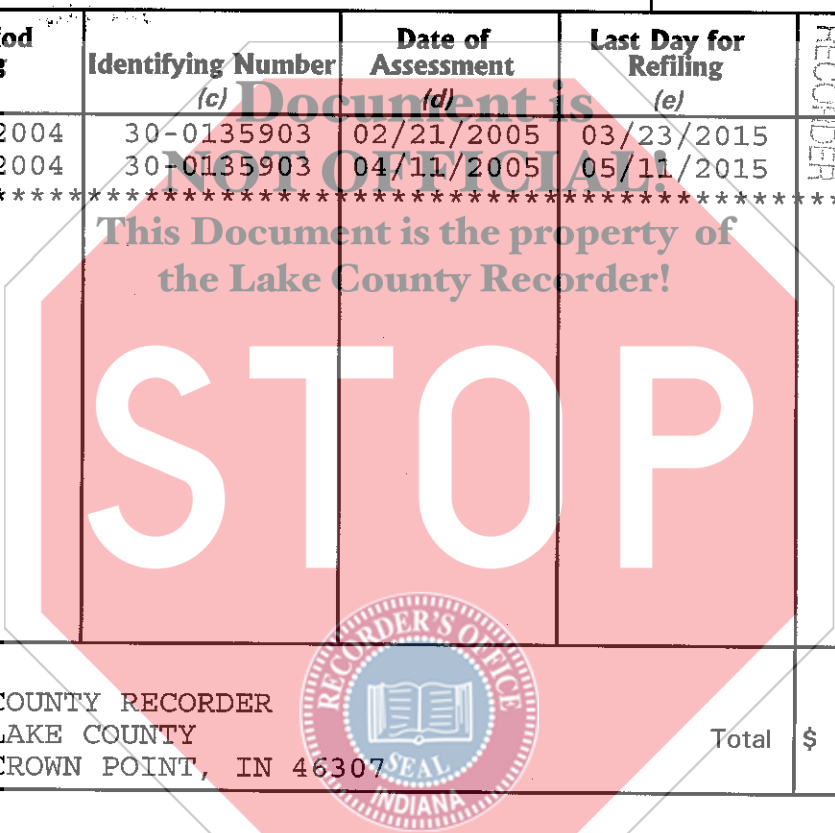 od Date of Last Day for
g Identifying Number Assessment Refiling
(c) (d) (e)
RECORDER
Document is
2004 30-0135903 02/21/2005 03/23/2015
NOT OFFICIAL!
2004 30-0135903 04/11/2005 05/11/2015
This Document is the property of
the Lake County Recorder!
STOP
RECORDER'S OFFICE
SEAL
INDIANA
COUNTY RECORDER
LAKE COUNTY
CROWN POINT, IN 46307
Total $